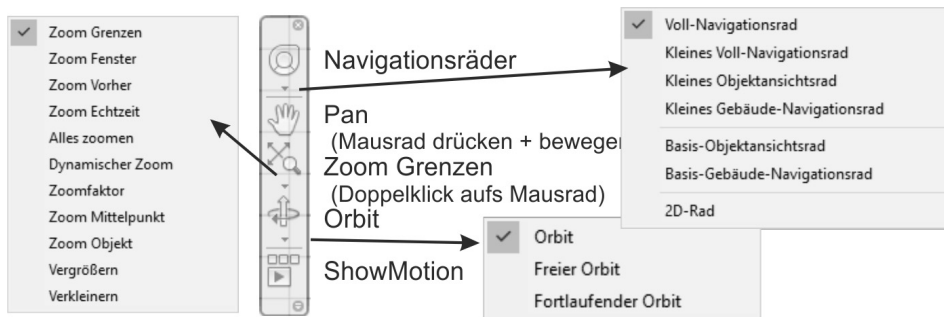 Zoom Grenzen
Zoom Fenster
Zoom Vorher
Zoom Echtzeit
Alles zoomen
Dynamischer Zoom
Zoomfaktor
Zoom Mittelpunkt
Zoom Objekt
Vergrößern
Verkleinern
Navigationsräder
Pan
(Mausrad drücken + bewegen
Zoom Grenzen
(Doppelklick aufs Mausrad)
Orbit
ShowMotion
Voll-Navigationsrad
Kleines Voll-Navigationsrad
Kleines Objektansichtsrad
Kleines Gebäude-Navigationsrad
Basis-Objektansichtsrad
Basis-Gebäude-Navigationsrad
2D-Rad
Orbit
Freier Orbit
Fortlaufender Orbit